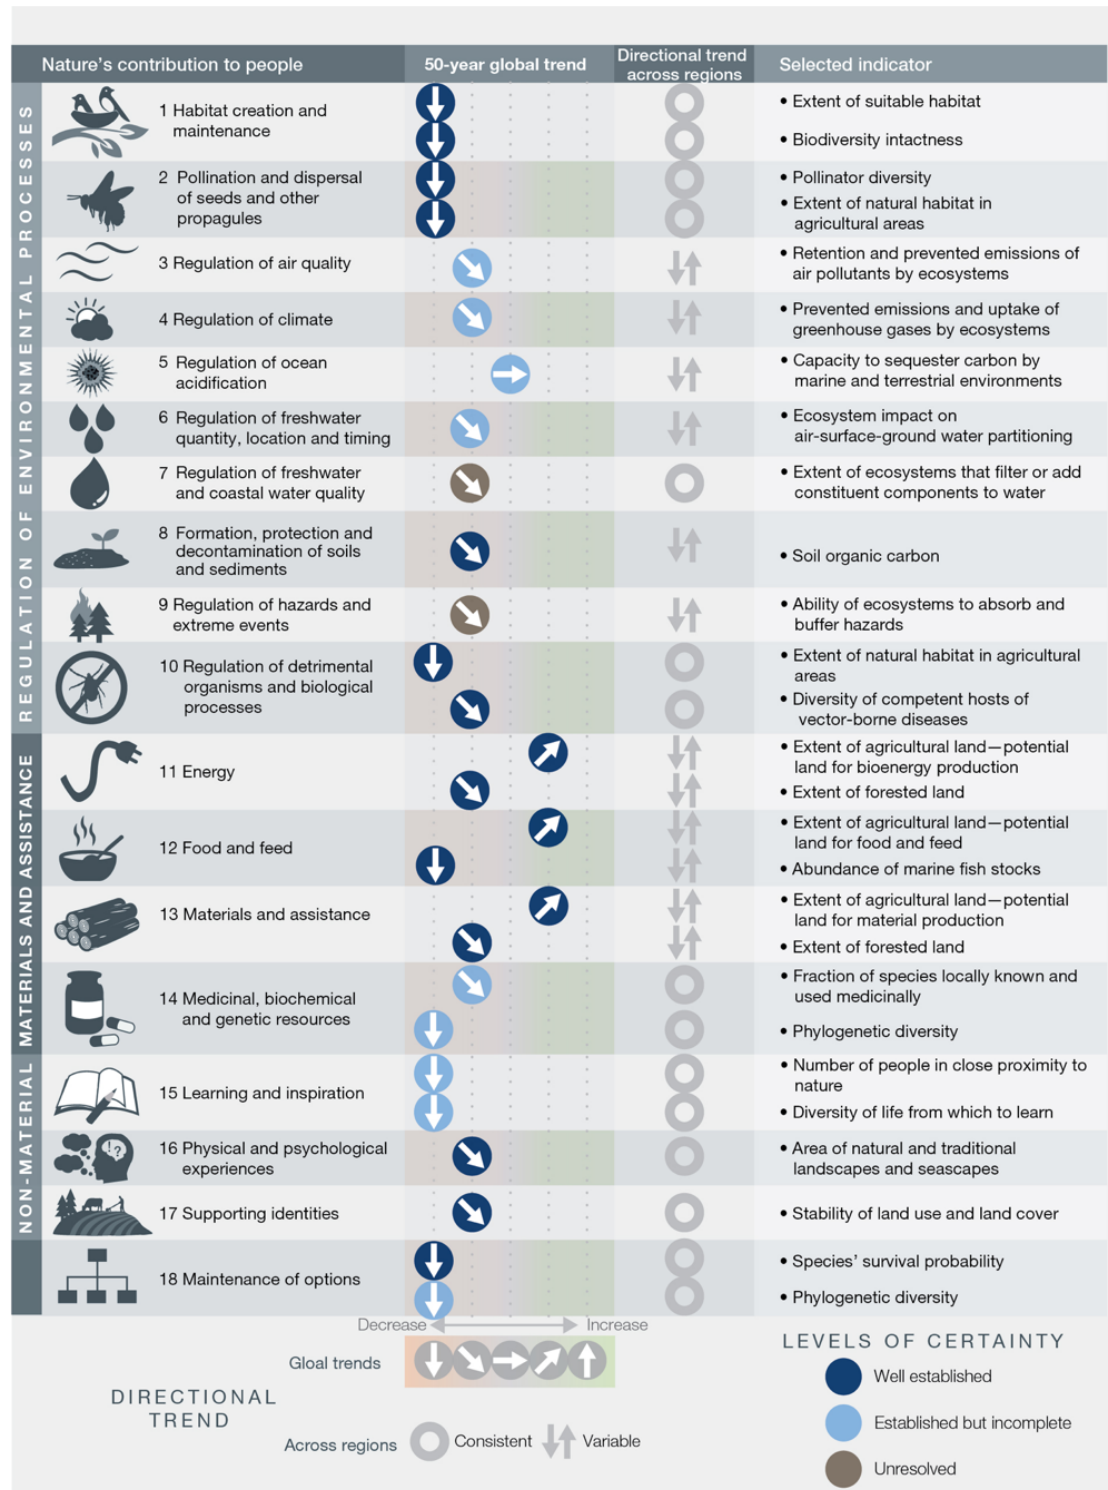 Nature's contribution to people
50-year global trend
Directional trend
across regions
Selected indicator
REGULATION OF ENVIRONMENTAL PROCESSES
1 Habitat creation and
maintenance
• Extent of suitable habitat
• Biodiversity intactness
2 Pollination and dispersal
of seeds and other
propagules
• Pollinator diversity
• Extent of natural habitat in
agricultural areas
3 Regulation of air quality
• Retention and prevented emissions of
air pollutants by ecosystems
4 Regulation of climate
• Prevented emissions and uptake of
greenhouse gases by ecosystems
5 Regulation of ocean
acidification
• Capacity to sequester carbon by
marine and terrestrial environments
6 Regulation of freshwater
quantity, location and timing
• Ecosystem impact on
air-surface-ground water partitioning
7 Regulation of freshwater
and coastal water quality
• Extent of ecosystems that filter or add
constituent components to water
8 Formation, protection and
decontamination of soils
and sediments
• Soil organic carbon
9 Regulation of hazards and
extreme events
• Ability of ecosystems to absorb and
buffer hazards
10 Regulation of detrimental
organisms and biological
processes
• Extent of natural habitat in agricultural
areas
• Diversity of competent hosts of
vector-borne diseases
MATERIALS AND ASSISTANCE
11 Energy
• Extent of agricultural land—potential
land for bioenergy production
• Extent of forested land
12 Food and feed
• Extent of agricultural land—potential
land for food and feed
• Abundance of marine fish stocks
13 Materials and assistance
• Extent of agricultural land—potential
land for material production
• Extent of forested land
14 Medicinal, biochemical
and genetic resources
• Fraction of species locally known and
used medicinally
• Phylogenetic diversity
NON-MATERIAL
15 Learning and inspiration
• Number of people in close proximity to
nature
• Diversity of life from which to learn
16 Physical and psychological
experiences
!?
• Area of natural and traditional
landscapes and seascapes
17 Supporting identities
• Stability of land use and land cover
18 Maintenance of options
• Species' survival probability
• Phylogenetic diversity
Decrease
Increase
Gloal trends
DIRECTIONAL
TREND
Across regions
Consistent
Variable
LEVELS OF CERTAINTY
Well established
Established but incomplete
Unresolved